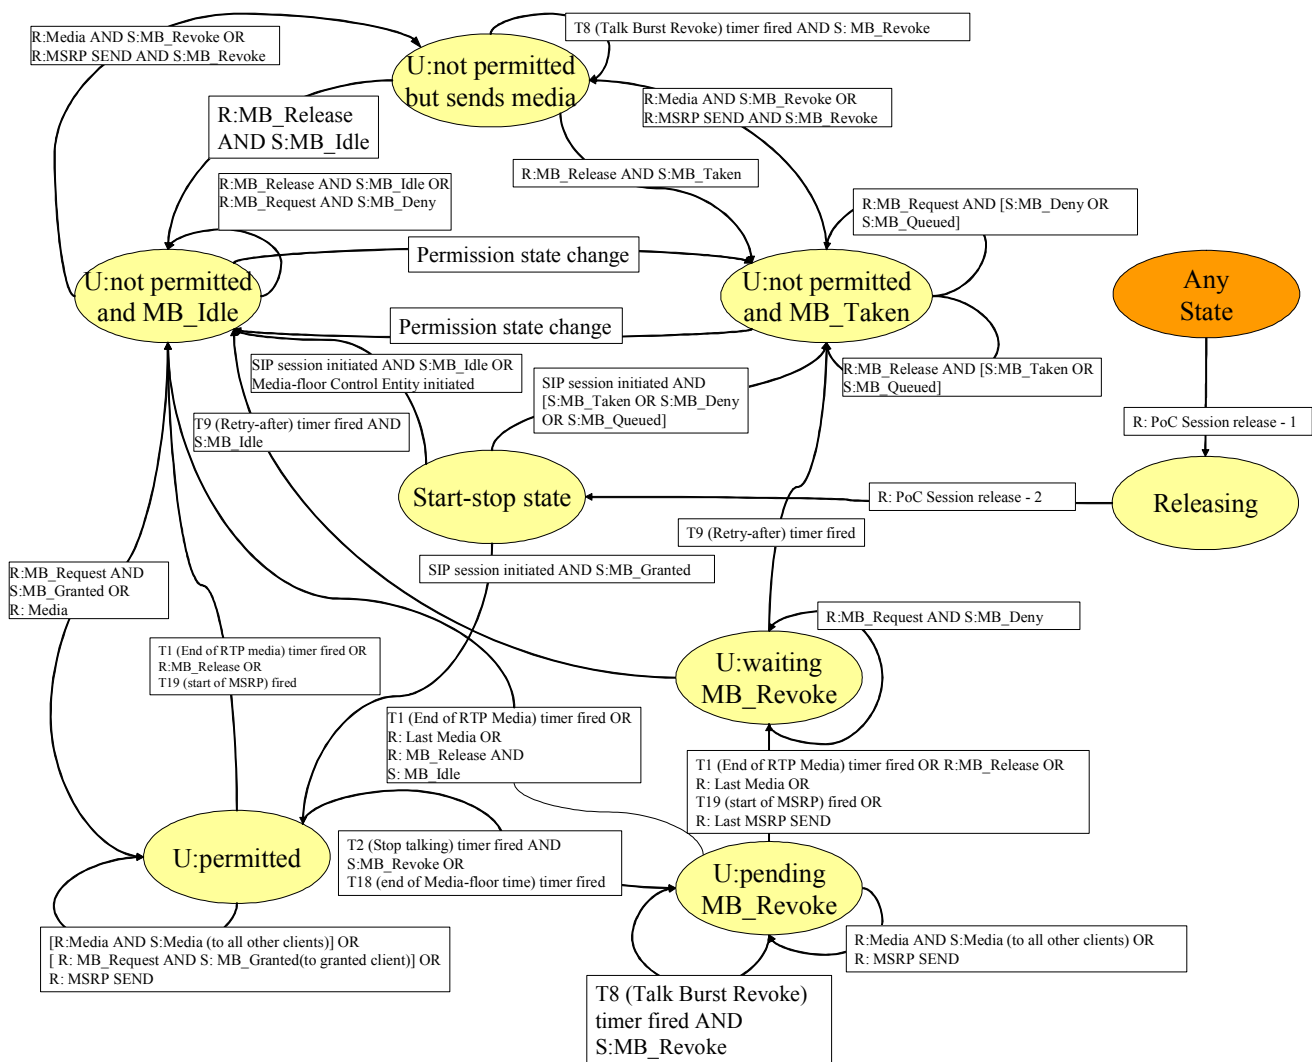 R:Media AND S:MB_Revoke OR
R:MSRP SEND AND S:MB_Revoke
T8 (Talk Burst Revoke) timer fired AND S: MB_Revoke
U:not permitted
but sends media
R:MB_Release
AND S:MB_Idle
R:Media AND S:MB_Revoke OR
R:MSRP SEND AND S:MB_Revoke
R:MB_Release AND S:MB_Taken
R:MB_Release AND S:MB_Idle OR
R:MB_Request AND S:MB_Deny
R:MB_Request AND [S:MB_Deny OR
S:MB_Queued]
U:not permitted
and MB_Idle
Permission state change
U:not permitted
and MB_Taken
Any
State
Permission state change
SIP session initiated AND S:MB_Idle OR
Media-floor Control Entity initiated
SIP session initiated AND
[S:MB_Taken OR S:MB_Deny
OR S:MB_Queued]
R:MB_Release AND [S:MB_Taken OR
S:MB_Queued]
T9 (Retry-after) timer fired AND
S:MB_Idle
R: PoC Session release - 1
Start-stop state
R: PoC Session release - 2
Releasing
T9 (Retry-after) timer fired
SIP session initiated AND S:MB_Granted
R:MB_Request AND
S:MB_Granted OR
R: Media
R:MB_Request AND S:MB_Deny
T1 (End of RTP media) timer fired OR
R:MB_Release OR
T19 (start of MSRP) fired
U:waiting
MB_Revoke
T1 (End of RTP Media) timer fired OR
R: Last Media OR
R: MB_Release AND
S: MB_Idle
T1 (End of RTP Media) timer fired OR R:MB_Release OR
R: Last Media OR
T19 (start of MSRP) fired OR
R: Last MSRP SEND
U:permitted
T2 (Stop talking) timer fired AND
S:MB_Revoke OR
T18 (end of Media-floor time) timer fired
U:pending
MB_Revoke
[R:Media AND S:Media (to all other clients)] OR
[ R: MB_Request AND S: MB_Granted(to granted client)] OR
R: MSRP SEND
R:Media AND S:Media (to all other clients) OR
R: MSRP SEND
T8 (Talk Burst Revoke)
timer fired AND
S:MB_Revoke